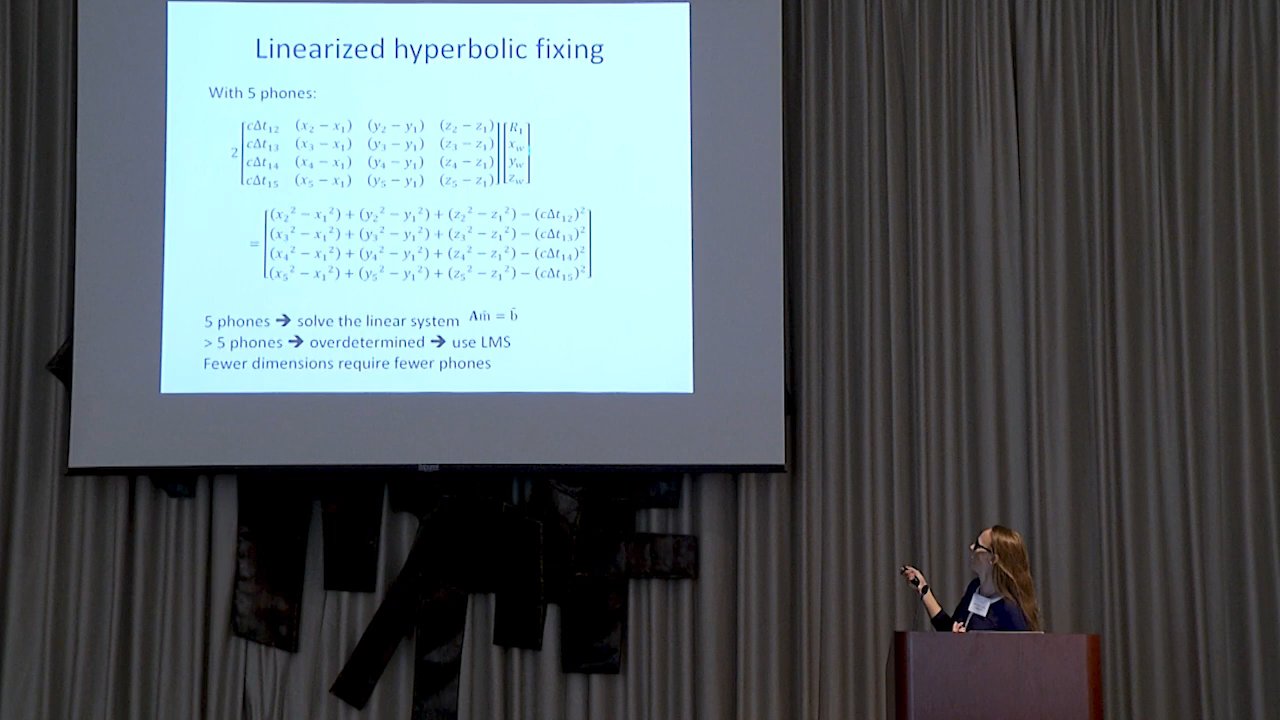 Linearized hyperbolic fixing
With 5 phones:
2 [cΔt₁₂ (x₂ − x₁) (y₂ − y₁) (z₂ − z₁)] [R₁]
[cΔt₁₃ (x₃ − x₁) (y₃ − y₁) (z₃ − z₁)] [x_w]
[cΔt₁₄ (x₄ − x₁) (y₄ − y₁) (z₄ − z₁)] [y_w]
[cΔt₁₅ (x₅ − x₁) (y₅ − y₁) (z₅ − z₁)] [z_w]
= [(x₂² − x₁²) + (y₂² − y₁²) + (z₂² − z₁²) − (cΔt₁₂)²]
[(x₃² − x₁²) + (y₃² − y₁²) + (z₃² − z₁²) − (cΔt₁₃)²]
[(x₄² − x₁²) + (y₄² − y₁²) + (z₄² − z₁²) − (cΔt₁₄)²]
[(x₅² − x₁²) + (y₅² − y₁²) + (z₅² − z₁²) − (cΔt₁₅)²]
5 phones ➔ solve the linear system Am̂ = b̂
> 5 phones ➔ overdetermined ➔ use LMS
Fewer dimensions require fewer phones